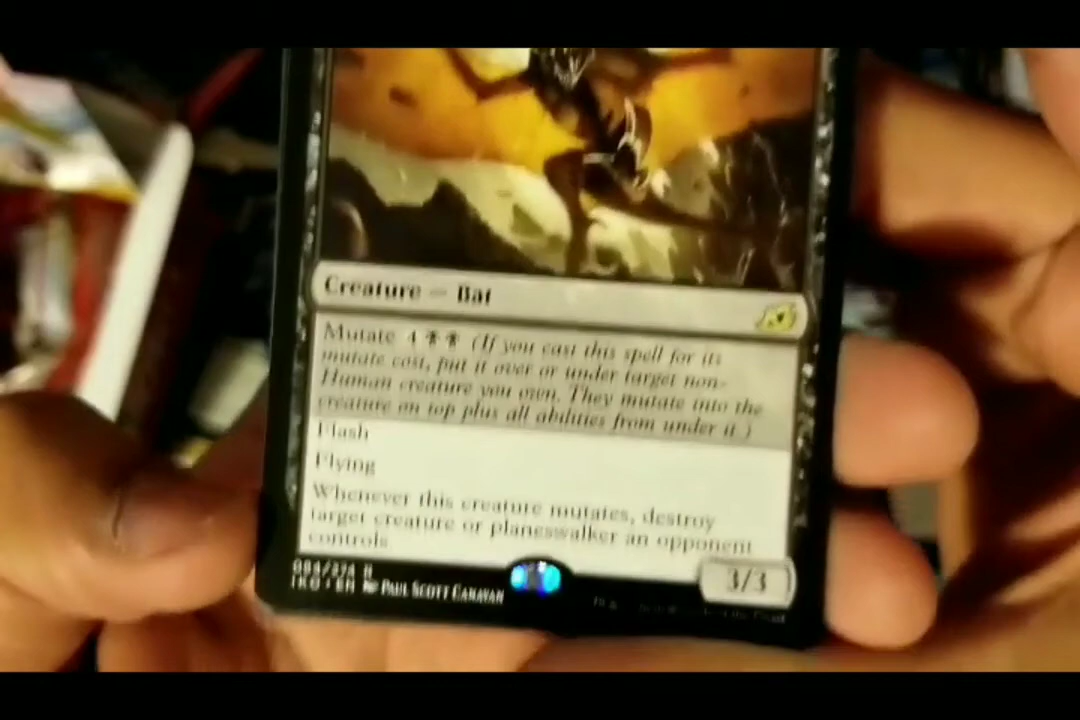 Creature — Bat
Mutate 4 (If you cast this spell for its
mutate cost, put it over or under target non-
Human creature you own. They mutate into the
creature on top plus all abilities from under it.)
Flash
Flying
Whenever this creature mutates, destroy
target creature or planeswalker an opponent
controls
094/274 R
IKO • EN PAUL SCOTT CANAVAN
3/3